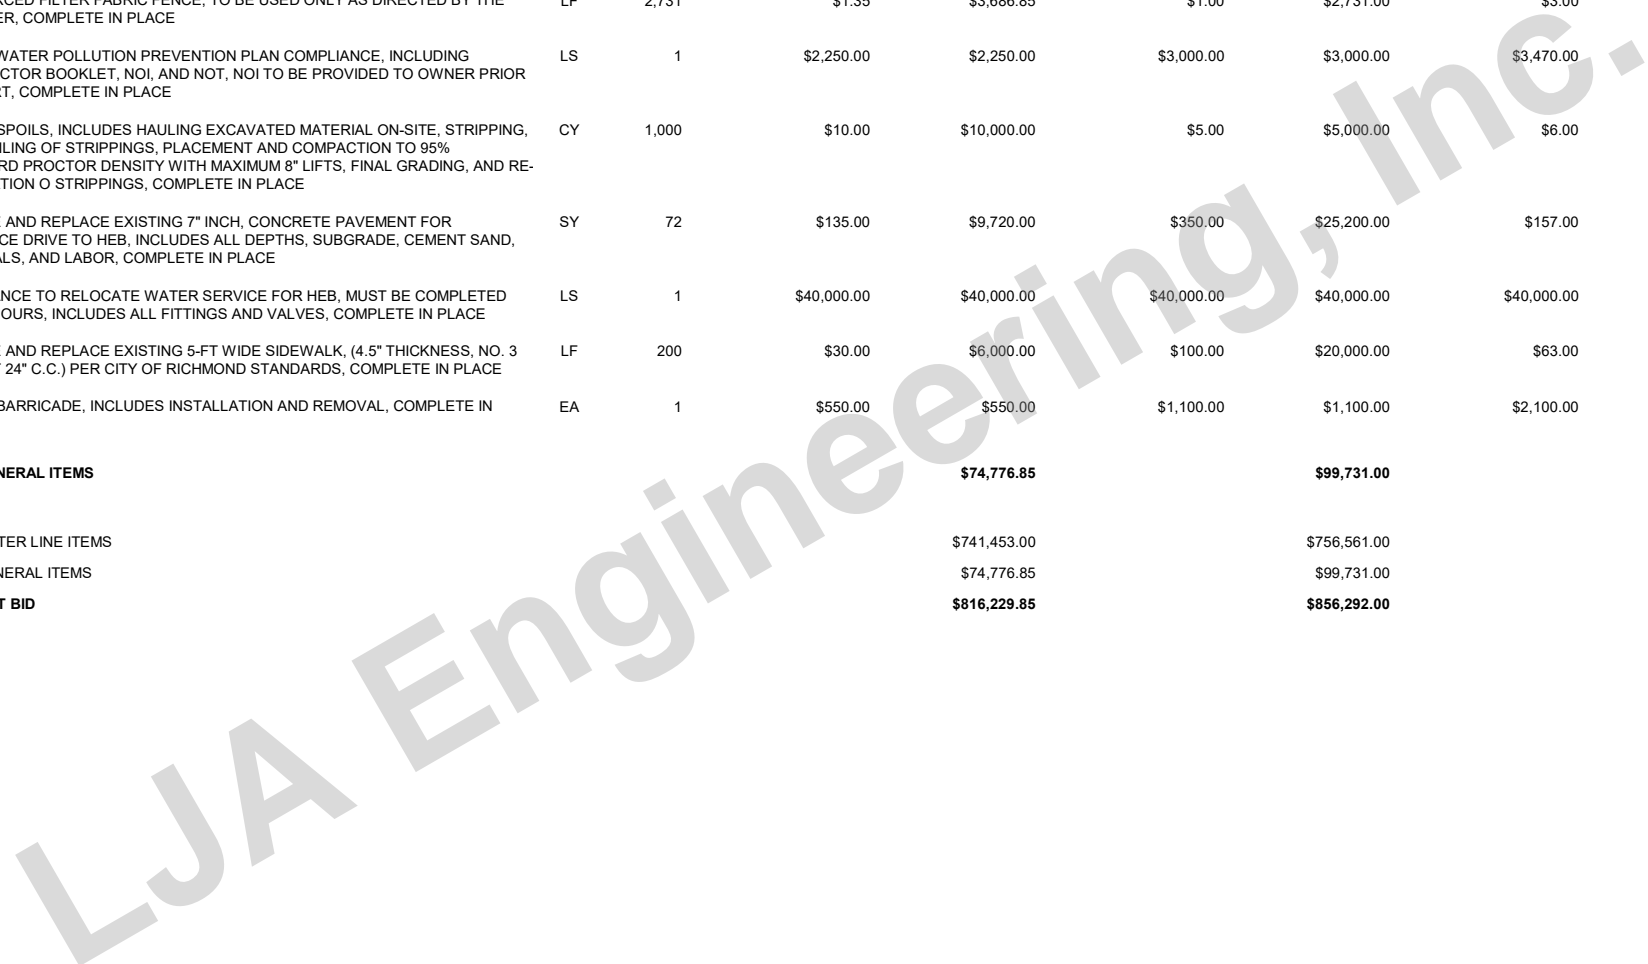 RCED FILTER FABRIC FENCE, TO BE USED ONLY AS DIRECTED BY THE LF 2,731 $1.35 $3,686.85 $1.00 $2,731.00 $3.00
ER, COMPLETE IN PLACE
WATER POLLUTION PREVENTION PLAN COMPLIANCE, INCLUDING LS 1 $2,250.00 $2,250.00 $3,000.00 $3,000.00 $3,470.00
CTOR BOOKLET, NOI, AND NOT, NOI TO BE PROVIDED TO OWNER PRIOR
RT, COMPLETE IN PLACE
SPOILS, INCLUDES HAULING EXCAVATED MATERIAL ON-SITE, STRIPPING, CY 1,000 $10.00 $10,000.00 $5.00 $5,000.00 $6.00
ILING OF STRIPPINGS, PLACEMENT AND COMPACTION TO 95%
RD PROCTOR DENSITY WITH MAXIMUM 8" LIFTS, FINAL GRADING, AND RE-
TION O STRIPPINGS, COMPLETE IN PLACE
E AND REPLACE EXISTING 7" INCH, CONCRETE PAVEMENT FOR SY 72 $135.00 $9,720.00 $350.00 $25,200.00 $157.00
CE DRIVE TO HEB, INCLUDES ALL DEPTHS, SUBGRADE, CEMENT SAND,
ALS, AND LABOR, COMPLETE IN PLACE
ANCE TO RELOCATE WATER SERVICE FOR HEB, MUST BE COMPLETED LS 1 $40,000.00 $40,000.00 $40,000.00 $40,000.00 $40,000.00
OURS, INCLUDES ALL FITTINGS AND VALVES, COMPLETE IN PLACE
E AND REPLACE EXISTING 5-FT WIDE SIDEWALK, (4.5" THICKNESS, NO. 3 LF 200 $30.00 $6,000.00 $100.00 $20,000.00 $63.00
T 24" C.C.) PER CITY OF RICHMOND STANDARDS, COMPLETE IN PLACE
BARRICADE, INCLUDES INSTALLATION AND REMOVAL, COMPLETE IN EA 1 $550.00 $550.00 $1,100.00 $1,100.00 $2,100.00
NERAL ITEMS $74,776.85 $99,731.00
TER LINE ITEMS $741,453.00 $756,561.00
NERAL ITEMS $74,776.85 $99,731.00
T BID $816,229.85 $856,292.00
LJA Engineering, Inc.